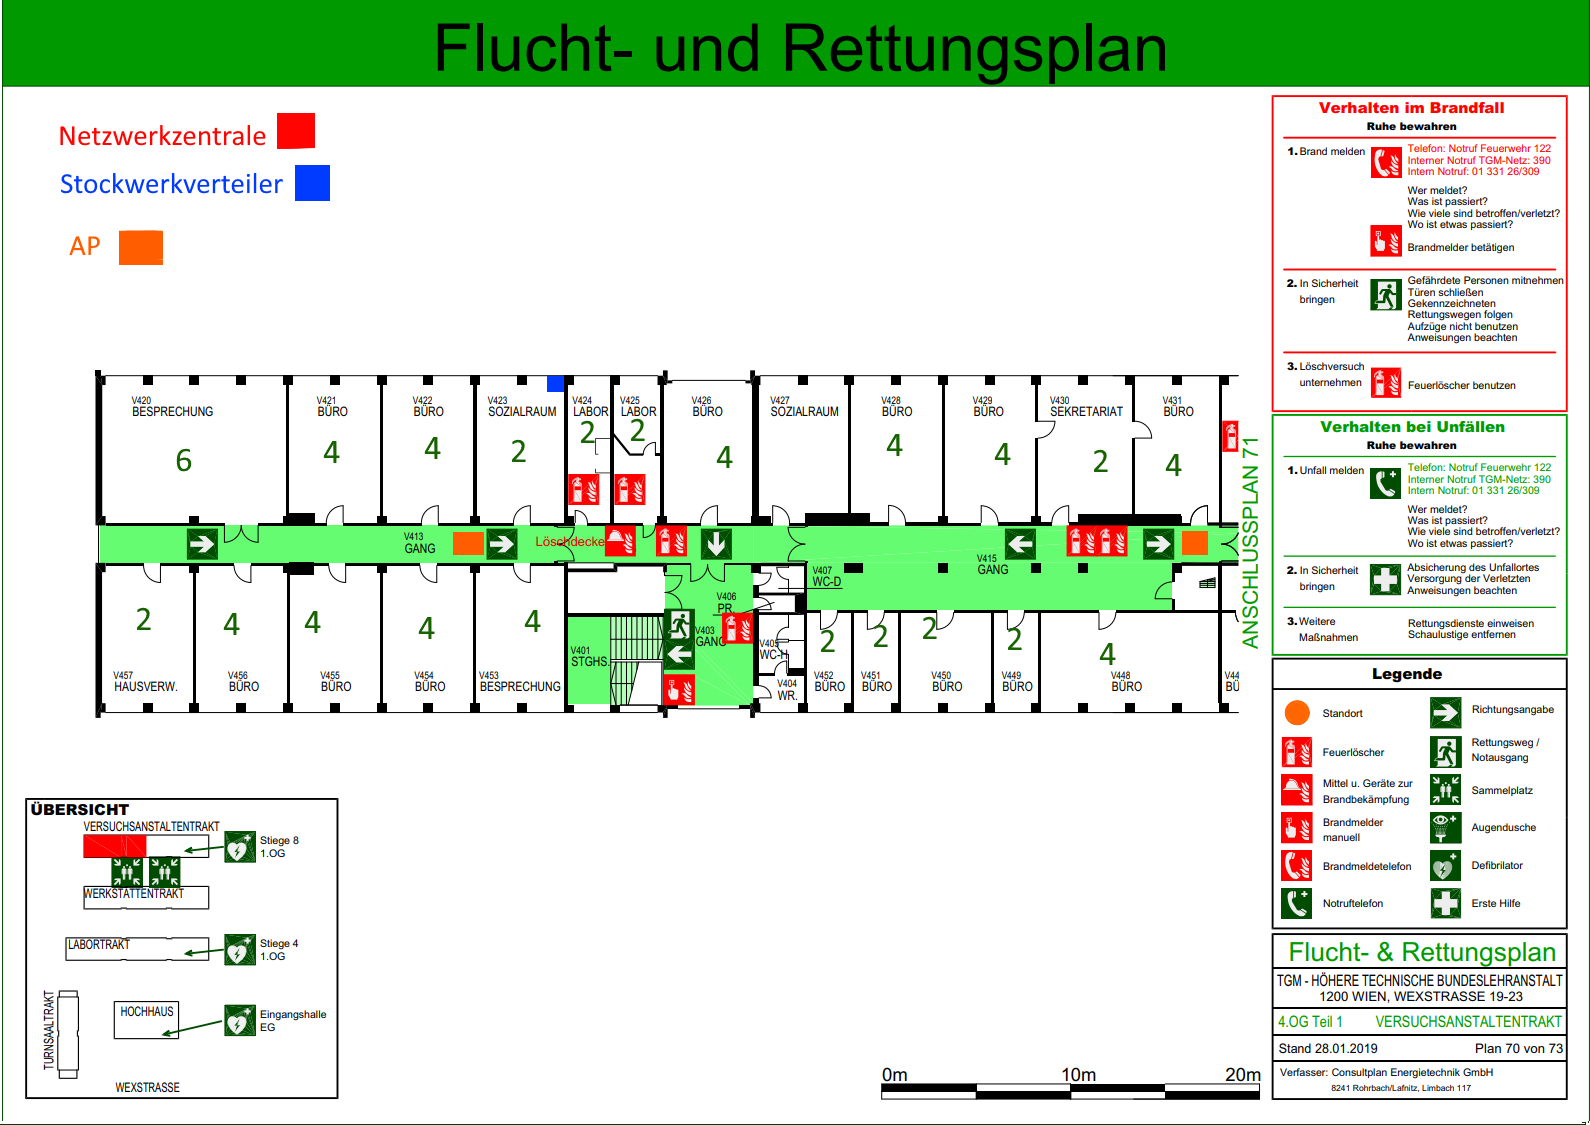 Flucht- und Rettungsplan
Netzwerkzentrale
Stockwerkverteiler
AP
V420
BESPRECHUNG
6
V421
BÜRO
4
V422
BÜRO
4
V423
SOZIALRAUM
2
V424
LABOR
2
V425
LABOR
2
V426
BÜRO
4
V427
SOZIALRAUM
V428
BÜRO
4
V429
BÜRO
4
V430
SEKRETARIAT
2
V431
BÜRO
4
V413
GANG
Löschdecke
V415
GANG
V407
WC-D
V406
PR.
V403
GANG
V405
WC-H
V404
WR.
V401
STGHS.
2
V457
HAUSVERW.
4
V456
BÜRO
4
V455
BÜRO
4
V454
BÜRO
4
V453
BESPRECHUNG
2
V452
BÜRO
2
V451
BÜRO
2
V450
BÜRO
2
V449
BÜRO
4
V448
BÜRO
V44
BÜ
ANSCHLUSSPLAN 71
Verhalten im Brandfall
Ruhe bewahren
1. Brand melden
Telefon: Notruf Feuerwehr 122
Interner Notruf TGM-Netz: 390
Intern Notruf: 01 331 26/309
Wer meldet?
Was ist passiert?
Wie viele sind betroffen/verletzt?
Wo ist etwas passiert?
Brandmelder betätigen
2. In Sicherheit
bringen
Gefährdete Personen mitnehmen
Türen schließen
Gekennzeichneten
Rettungswegen folgen
Aufzüge nicht benutzen
Anweisungen beachten
3. Löschversuch
unternehmen
Feuerlöscher benutzen
Verhalten bei Unfällen
Ruhe bewahren
1. Unfall melden
Telefon: Notruf Feuerwehr 122
Interner Notruf TGM-Netz: 390
Intern Notruf: 01 331 26/309
Wer meldet?
Was ist passiert?
Wie viele sind betroffen/verletzt?
Wo ist etwas passiert?
2. In Sicherheit
bringen
Absicherung des Unfallortes
Versorgung der Verletzten
Anweisungen beachten
3. Weitere
Maßnahmen
Rettungsdienste einweisen
Schaulustige entfernen
Legende
Standort
Richtungsangabe
Feuerlöscher
Rettungsweg /
Notausgang
Mittel u. Geräte zur
Brandbekämpfung
Sammelplatz
Brandmelder
manuell
Augendusche
Brandmeldetelefon
Defibrilator
Notruftelefon
Erste Hilfe
Flucht- & Rettungsplan
TGM - HÖHERE TECHNISCHE BUNDESLEHRANSTALT
1200 WIEN, WEXSTRASSE 19-23
4.OG Teil 1 VERSUCHSANSTALTENTRAKT
Stand 28.01.2019 Plan 70 von 73
Verfasser: Consultplan Energietechnik GmbH
8241 Rohrbach/Lafnitz, Limbach 117
ÜBERSICHT
VERSUCHSANSTALTENTRAKT
Stiege 8
1.OG
WERKSTÄTTENTRAKT
LABORTRAKT
Stiege 4
1.OG
TURNSAALTRAKT
HOCHHAUS
Eingangshalle
EG
WEXSTRASSE
0m 10m 20m